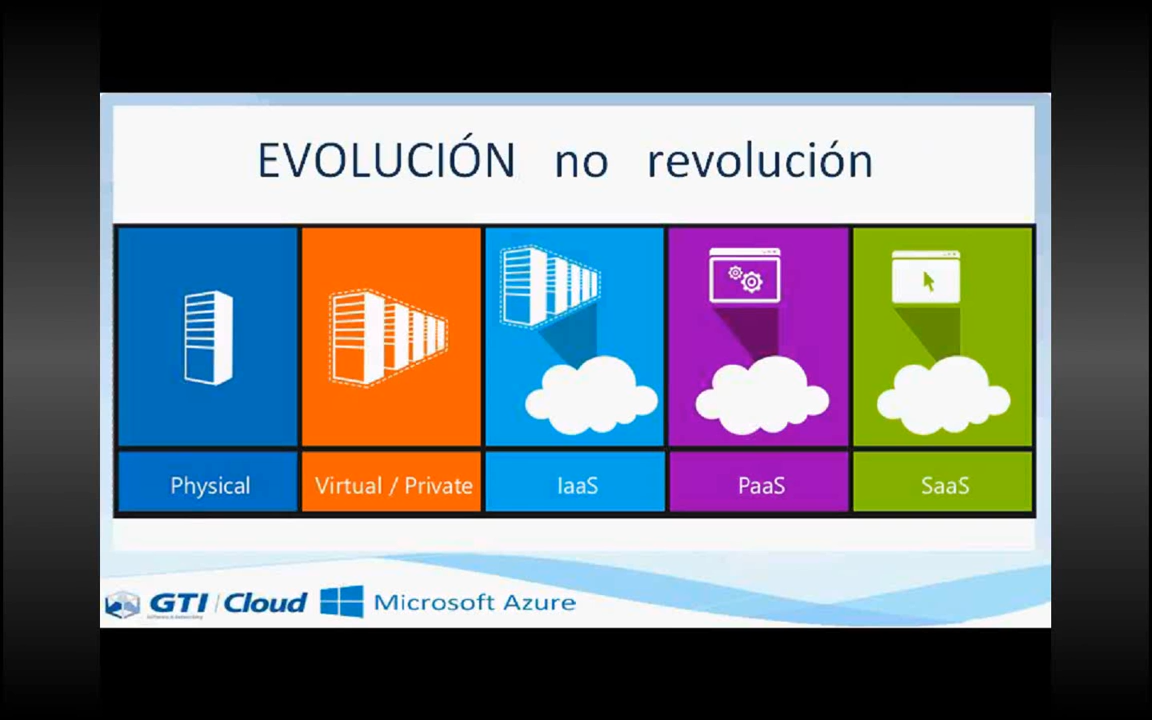 EVOLUCIÓN no revolución
Physical
Virtual / Private
IaaS
PaaS
SaaS
GTI Cloud
Microsoft Azure